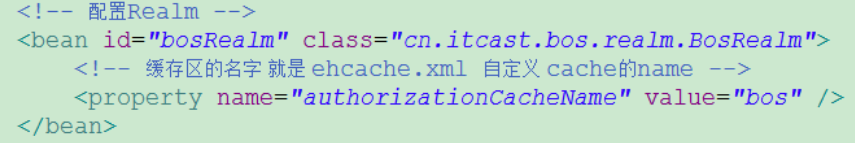 <!-- 配置Realm -->
<bean id="bosRealm" class="cn.itcast.bos.realm.BosRealm">
<!-- 缓存区的名字 就是 ehcache.xml 自定义 cache的name -->
<property name="authorizationCacheName" value="bos" />
</bean>